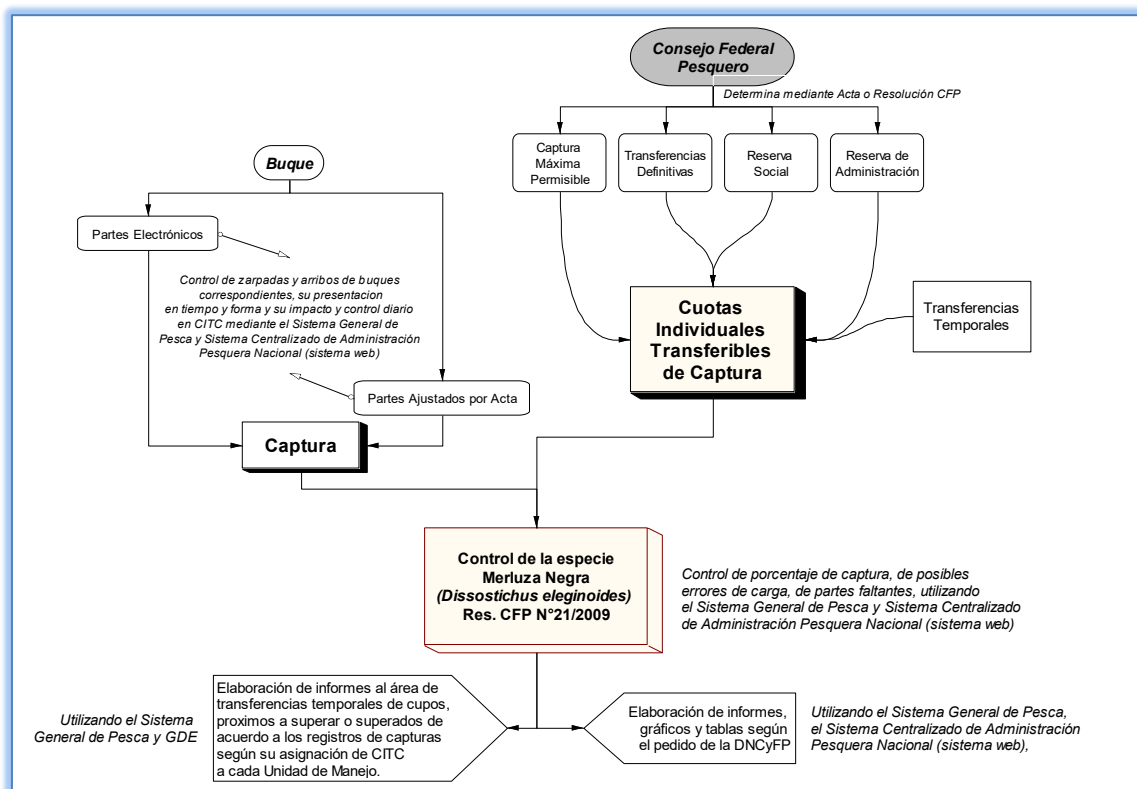 Consejo Federal
Pesquero
Determina mediante Acta o Resolución CFP
Captura
Máxima
Permisible
Transferencias
Definitivas
Reserva
Social
Reserva de
Administración
Buque
Partes Electrónicos
Control de zarpadas y arribos de buques
correspondientes, su presentacion
en tiempo y forma y su impacto y control diario
en CITC mediante el Sistema General de
Pesca y Sistema Centralizado de Administración
Pesquera Nacional (sistema web)
Partes Ajustados por Acta
Captura
Cuotas
Individuales
Transferibles
de Captura
Transferencias
Temporales
Control de la especie
Merluza Negra
(Dissostichus eleginoides)
Res. CFP N°21/2009
Control de porcentaje de captura, de posibles
errores de carga, de partes faltantes, utilizando
el Sistema General de Pesca y Sistema Centralizado
de Administración Pesquera Nacional (sistema web)
Utilizando el Sistema
General de Pesca y GDE
Elaboración de informes al área de
transferencias temporales de cupos,
proximos a superar o superados de
acuerdo a los registros de capturas
según su asignación de CITC
a cada Unidad de Manejo.
Elaboración de informes,
gráficos y tablas según
el pedido de la DNCyFP
Utilizando el Sistema General de Pesca,
el Sistema Centralizado de Administración
Pesquera Nacional (sistema web),